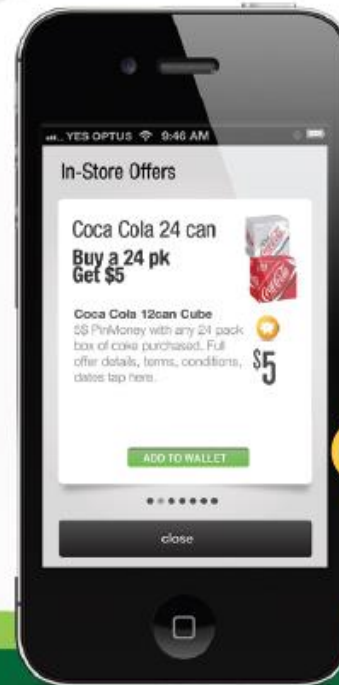 YES OPTUS 9:46 AM
In-Store Offers
Coca Cola 24 can
Buy a 24 pk
Get $5
Coca Cola 12can Cube
5$ PinMoney with any 24 pack
box of coke purchased. Full
offer details, terms, conditions,
dates tap here.
$5
ADD TO WALLET
close